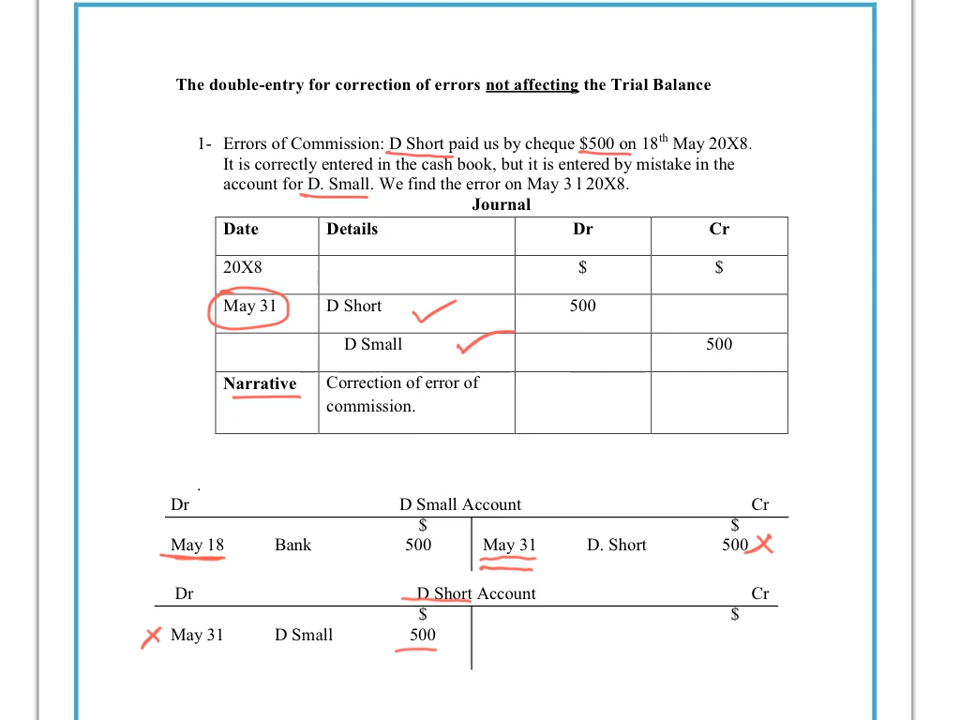 The double-entry for correction of errors not affecting the Trial Balance
1- Errors of Commission: D Short paid us by cheque $500 on 18th May 20X8.
It is correctly entered in the cash book, but it is entered by mistake in the
account for D. Small. We find the error on May 3 1 20X8.
Journal
Date Details Dr Cr
20X8 $ $
May 31 D Short 500
D Small 500
Narrative Correction of error of
commission.
Dr D Small Account Cr
$ $
May 18 Bank 500 May 31 D. Short 500
Dr D Short Account Cr
$ $
May 31 D Small 500